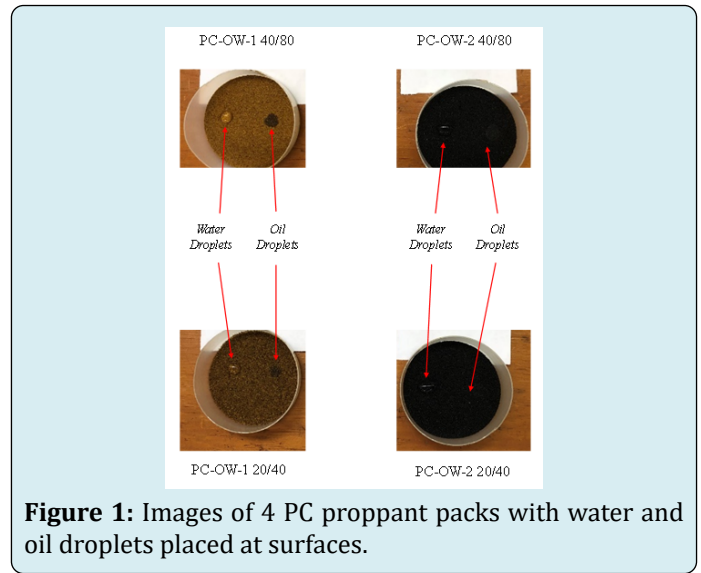 PC-OW-1 40/80
PC-OW-2 40/80
Water Droplets
Oil Droplets
Water Droplets
Oil Droplets
PC-OW-1 20/40
PC-OW-2 20/40
Figure 1: Images of 4 PC proppant packs with water and
oil droplets placed at surfaces.